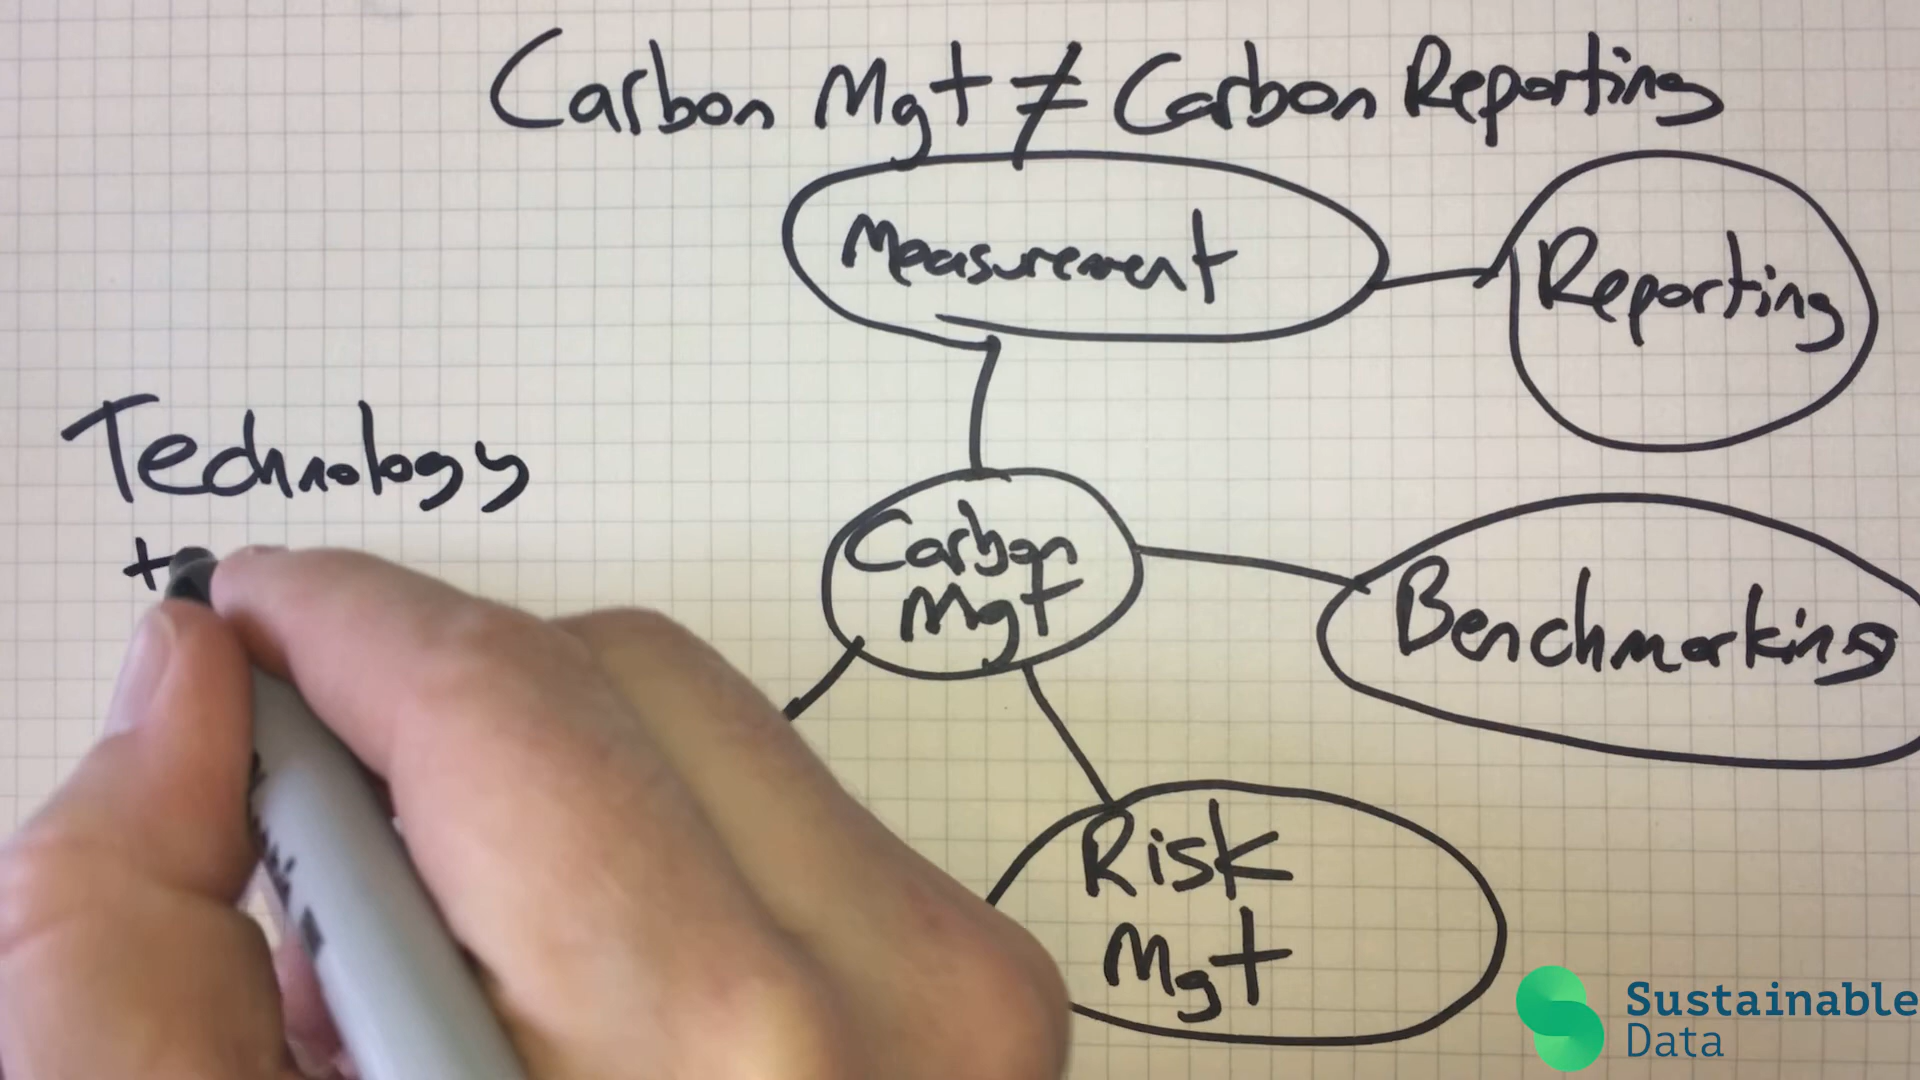 Carbon Mgt ≠ Carbon Reporting
Measurement
Reporting
Technology
+
Carbon
Mgt
Benchmarking
Risk
Mgt
Sustainable
Data